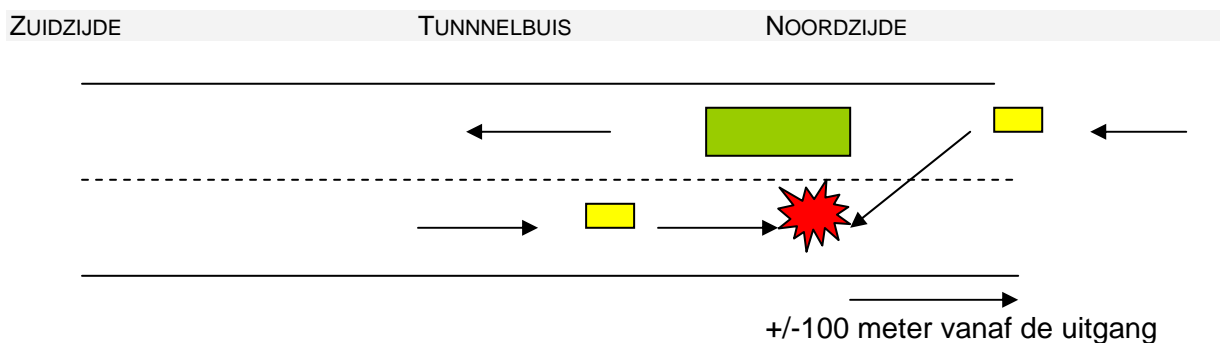 ZUIDZIJDE TUNNNELBUIS NOORDZIJDE
+/-100 meter vanaf de uitgang